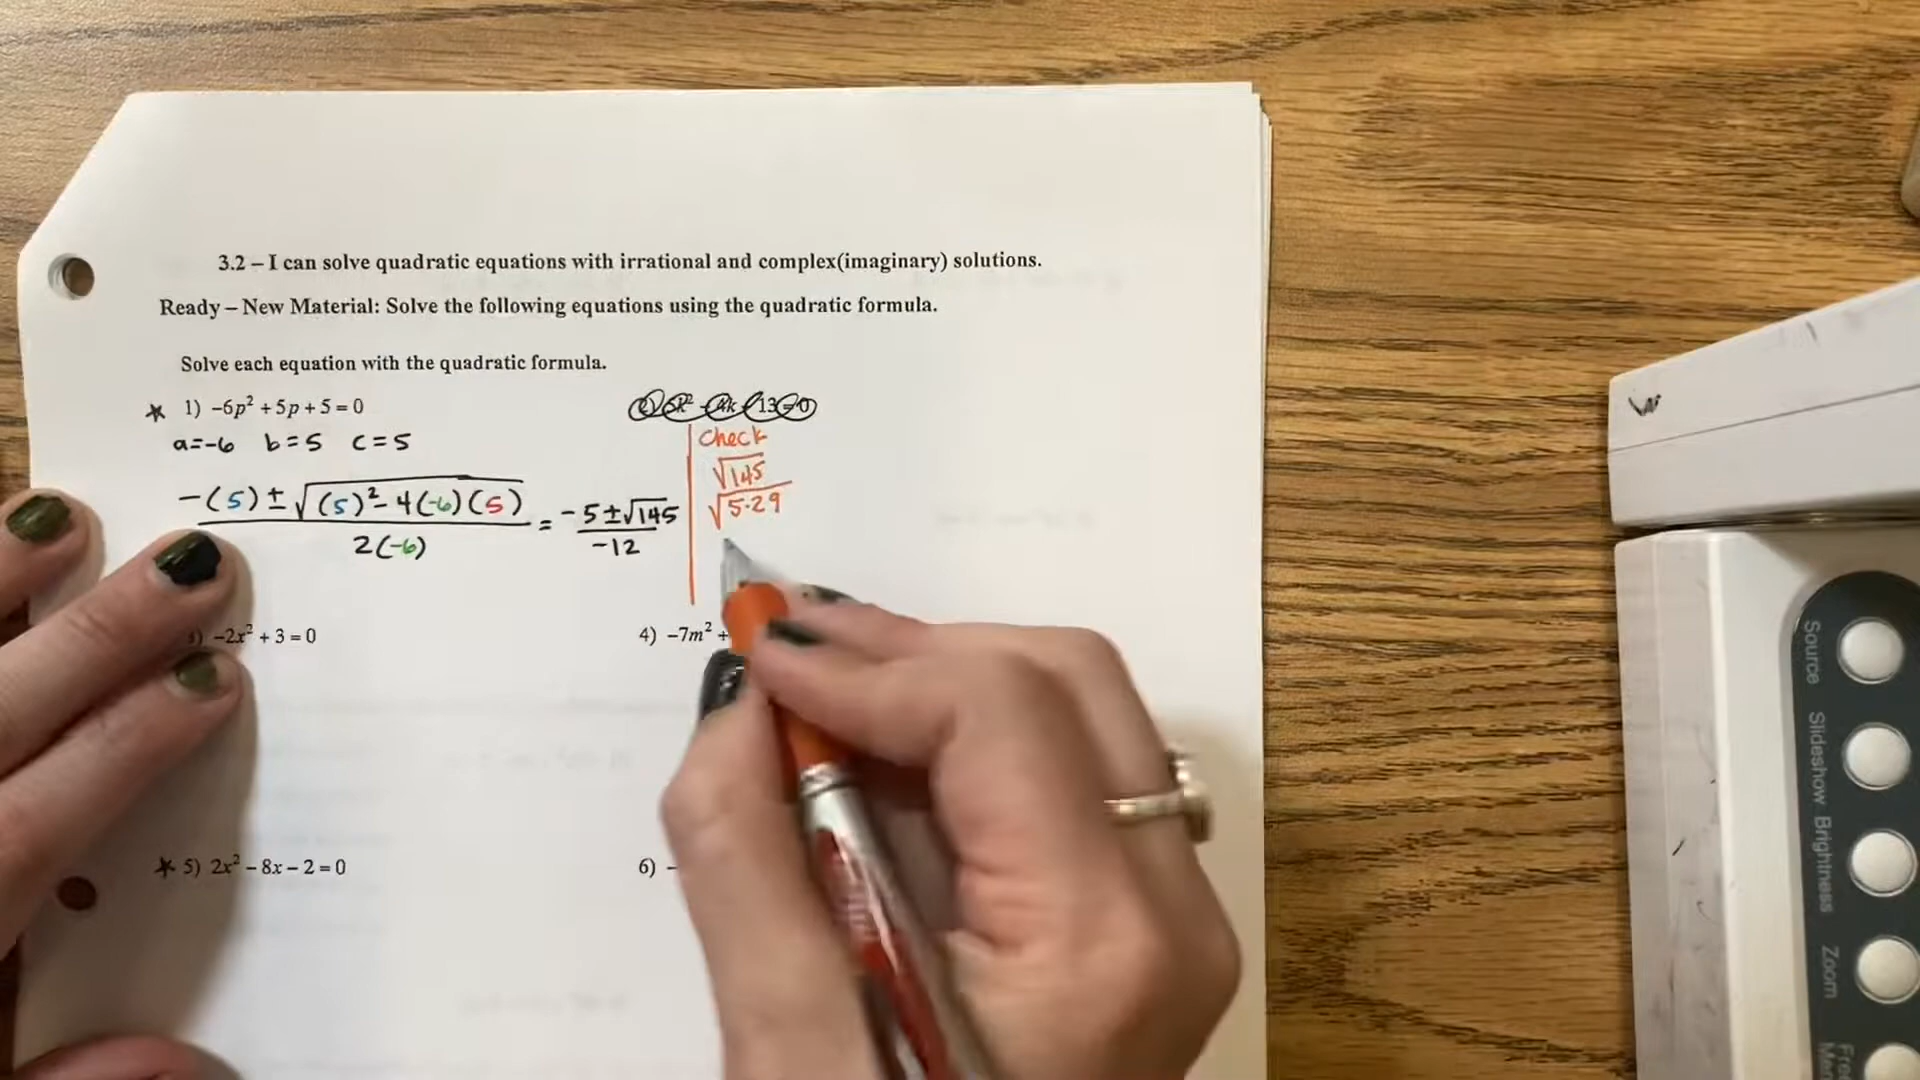 3.2 – I can solve quadratic equations with irrational and complex(imaginary) solutions.
Ready – New Material: Solve the following equations using the quadratic formula.
Solve each equation with the quadratic formula.
1) −6p² + 5p + 5 = 0
a=-6 b=5 c=5
-(5) ± √(5)² - 4(-6)(5)
2(-6)
= -5 ± √145
-12
Check
√145
√5·29
) −2x² + 3 = 0
4) −7m² +
5) 2x² − 8x − 2 = 0
6) −
Source
Slideshow
Brightness
Zoom